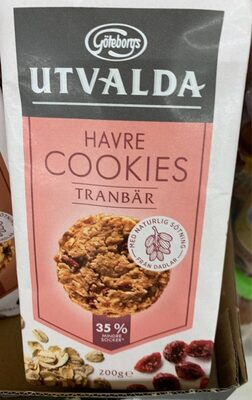 Göteborgs
UTVALDA
HAVRE
COOKIES
TRANBÄR
MED NATURLIG SÖTNING
FRÅN DADLAR
35 %
MINDRE
SOCKER*
200g℮